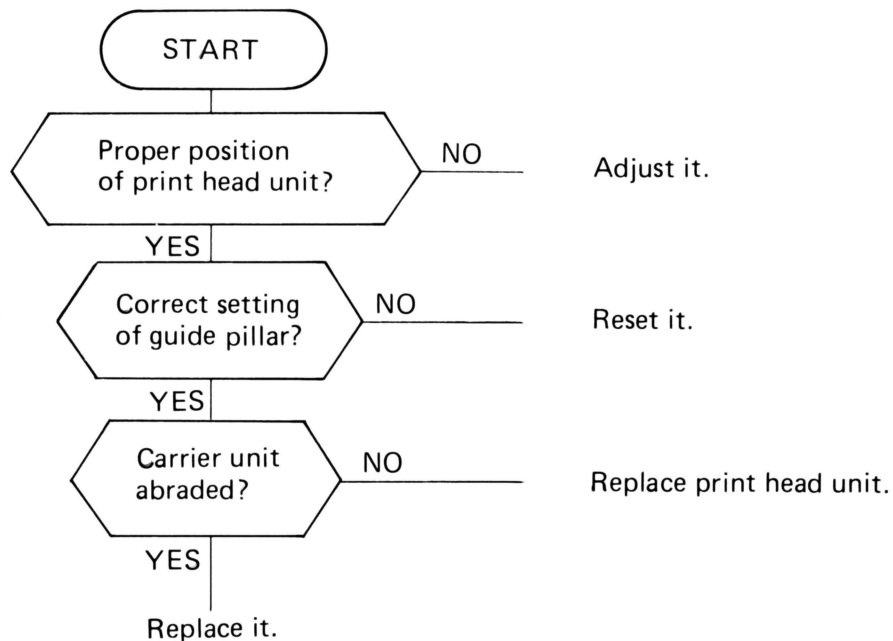 START
Proper position
of print head unit?
NO
Adjust it.
YES
Correct setting
of guide pillar?
NO
Reset it.
YES
Carrier unit
abraded?
NO
Replace print head unit.
YES
Replace it.